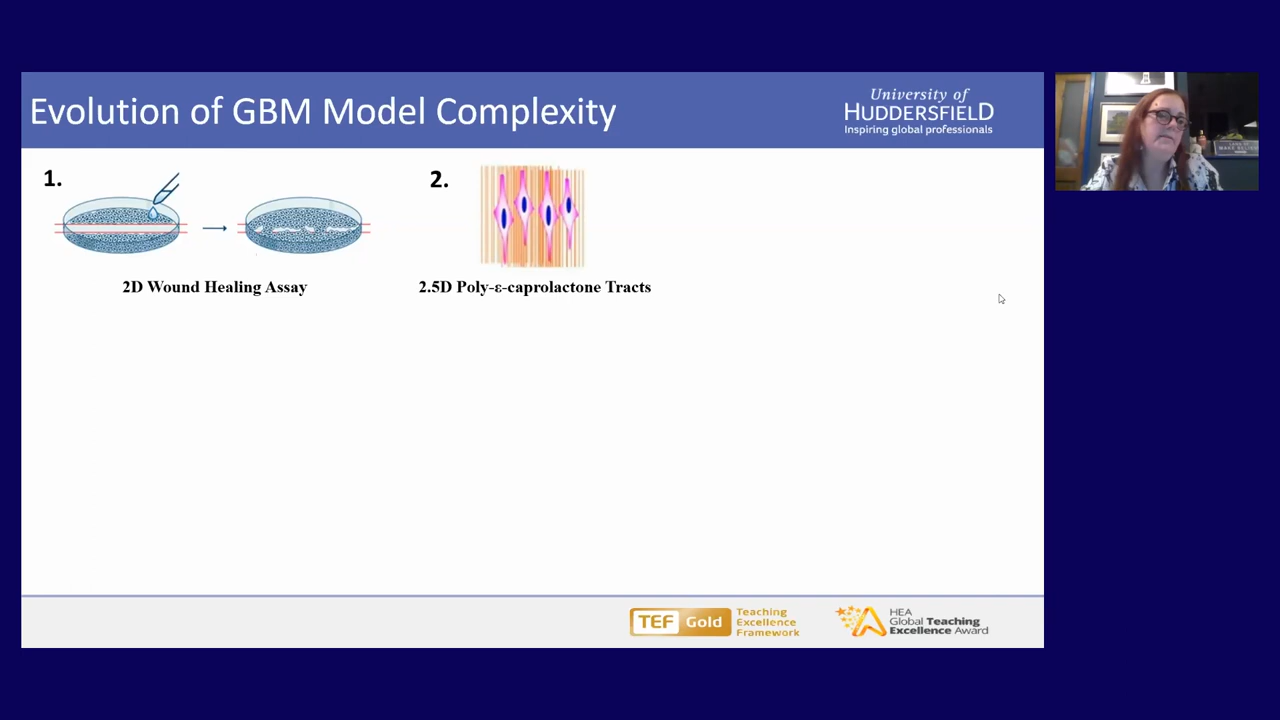 Evolution of GBM Model Complexity
University of
HUDDERSFIELD
Inspiring global professionals
1.
2.
2D Wound Healing Assay
2.5D Poly-ε-caprolactone Tracts
TEF Gold
Teaching
Excellence
Framework
HEA
Global Teaching
Excellence Award